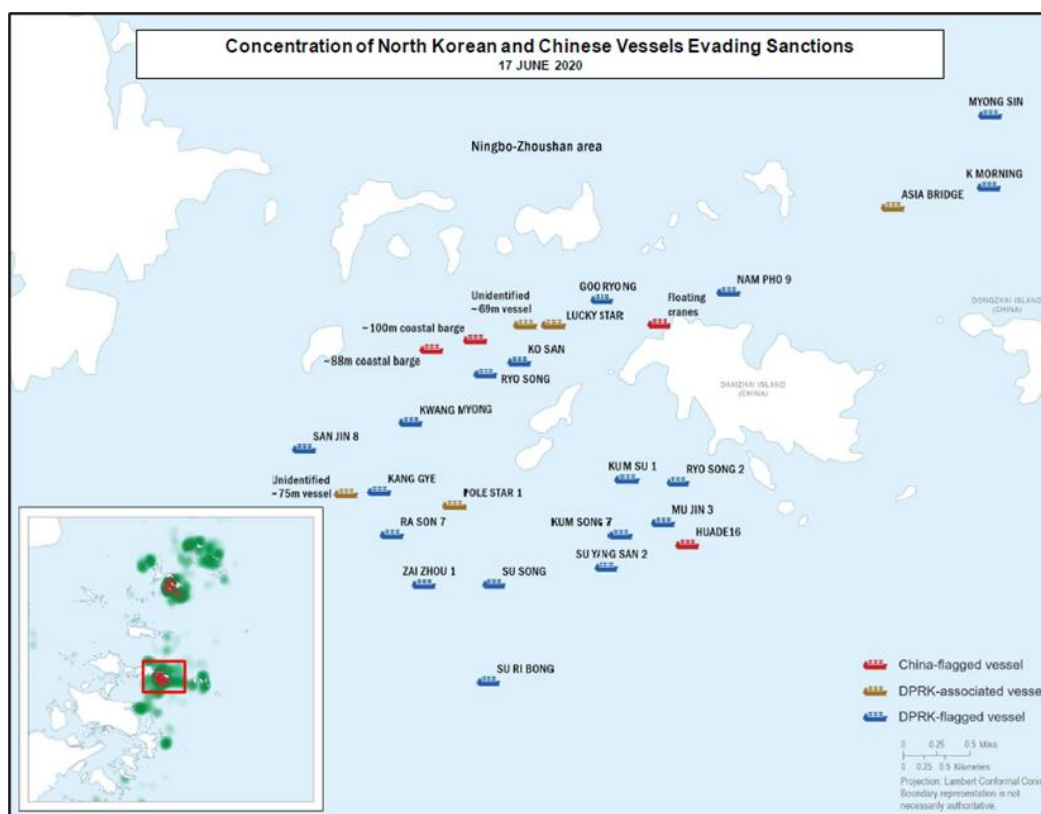 Concentration of North Korean and Chinese Vessels Evading Sanctions
17 JUNE 2020
MYONG SIN
Ningbo-Zhoushan area
K MORNING
ASIA BRIDGE
NAM PHO 9
GOO RYONG
Unidentified
~69m vessel
Floating
cranes
DONGZHAI ISLAND
(CHINA)
LUCKY STAR
~100m coastal barge
~88m coastal barge
KO SAN
RYO SONG
DAXIZHAI ISLAND
(CHINA)
KWANG MYONG
SAN JIN 8
KUM SU 1
RYO SONG 2
Unidentified
~75m vessel
KANG GYE
POLE STAR 1
MU JIN 3
RA SON 7
KUM SONG 7
HUADE16
SU YANG SAN 2
ZAI ZHOU 1
SU SONG
SU RI BONG
China-flagged vessel
DPRK-associated vesse
DPRK-flagged vessel
0 0.25 0.5 Miles
0 0.25 0.5 Kilometers
Projection: Lambert Conformal Coni
Boundary representation is not
necessarily authoritative.